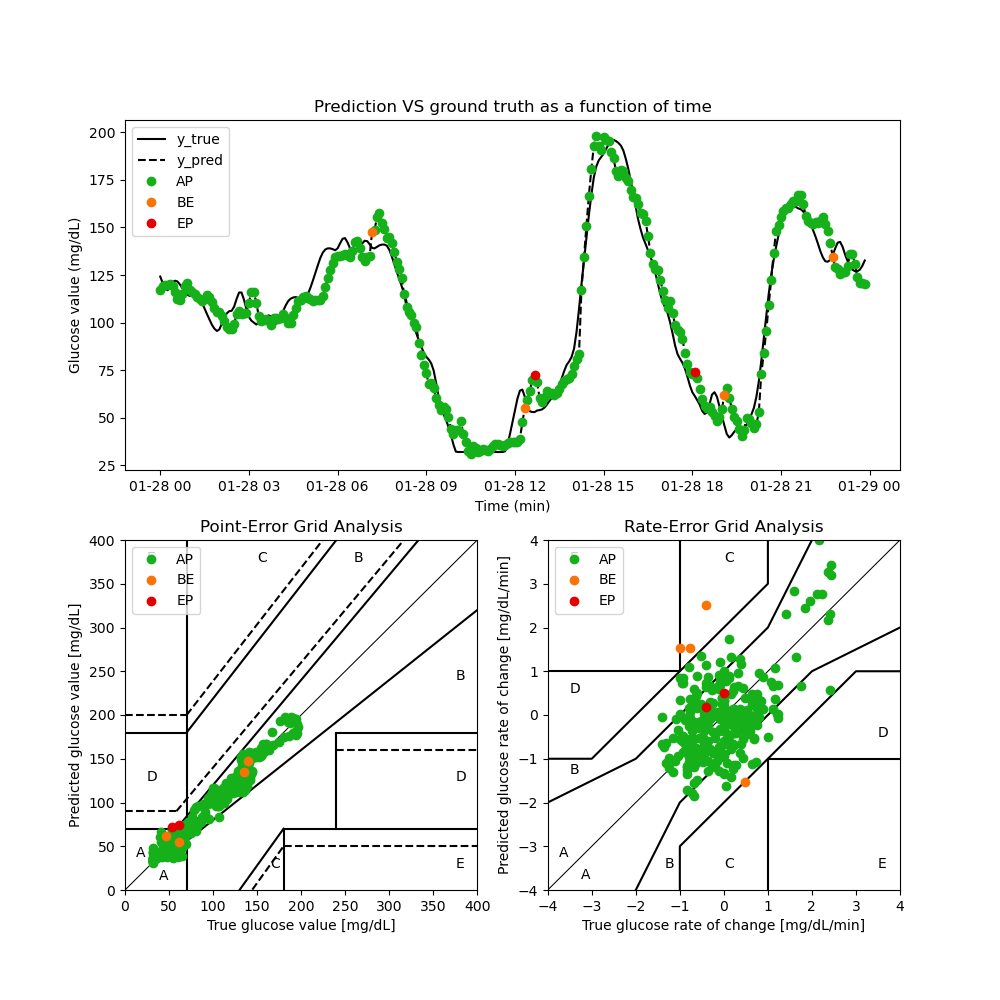 Prediction VS ground truth as a function of time
Glucose value (mg/dL)
200
175
150
125
100
75
50
25
y_true
y_pred
AP
BE
EP
01-28 00 01-28 03 01-28 06 01-28 09 01-28 12 01-28 15 01-28 18 01-28 21 01-29 00
Time (min)
Point-Error Grid Analysis
Predicted glucose value [mg/dL]
400
350
300
250
200
150
100
50
0
AP
BE
EP
C B
B
D D
A
A
C E
0 50 100 150 200 250 300 350 400
True glucose value [mg/dL]
Rate-Error Grid Analysis
Predicted glucose rate of change [mg/dL/min]
4
3
2
1
0
−1
−2
−3
−4
AP
BE
EP
C
D
D
B
A
A
B C E
−4 −3 −2 −1 0 1 2 3 4
True glucose rate of change [mg/dL/min]